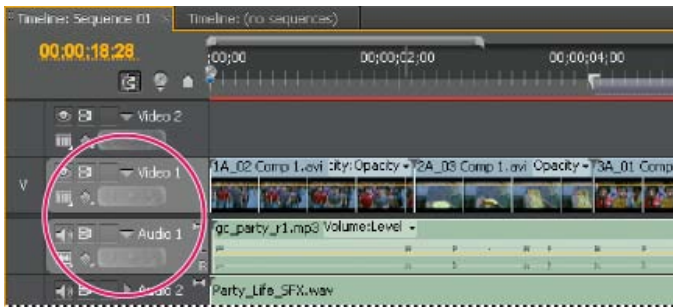 Timeline: Sequence 01 × Timeline: (no sequences)
00;00;18;28
;00;00 00;00;02;00 00;00;04;00
Video 2
V Video 1 1A_02 Comp 1.avi city:Opacity 2A_03 Comp 1.avi Opacity 3A_01 Comp
Audio 1 gc_party_r1.mp3 Volume:Level
R
Audio 2 Party_Life_SFX.wav